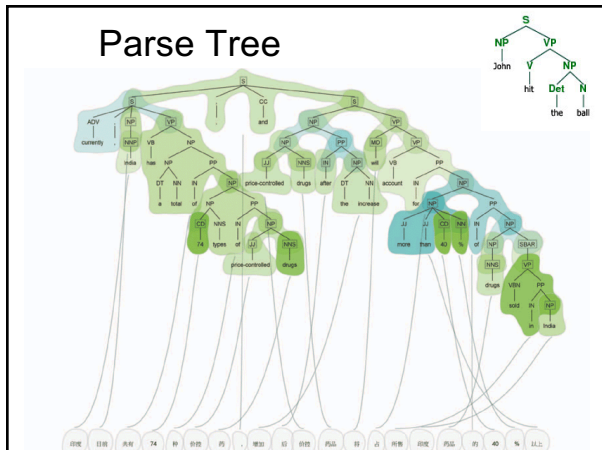 Parse Tree
S
NP VP
John V NP
hit Det N
the ball
S
S , CC S
and
ADV , NP VP NP VP
currently NNP VB NP NP PP MD VP
india has NP PP JJ NNS IN NP will VB PP
DT NN IN NP price-controlled drugs after DT NN account IN NP
a total of NP PP the increase for NP PP
CD NNS IN NP JJ JJ CD NN IN NP
74 types of JJ NNS more than 40 % of NP SBAR
price-controlled drugs NNS VP
drugs VBN PP
sold IN NP
in India
印度 目前 共有 74 种 价控 药 , 增加 后 价控 药品 将 占 所售 印度 药品 的 40 % 以上